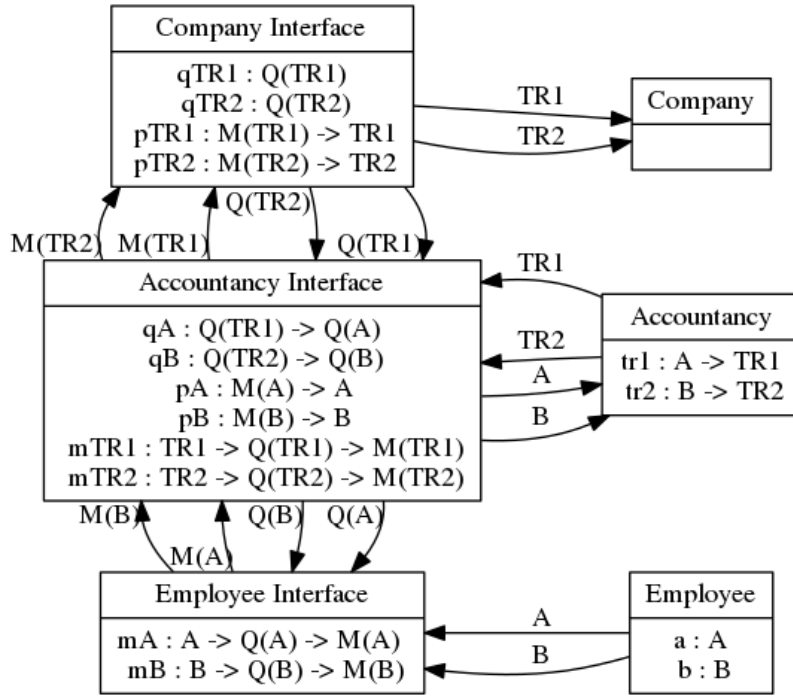 Company Interface
qTR1 : Q(TR1)
qTR2 : Q(TR2)
pTR1 : M(TR1) -> TR1
pTR2 : M(TR2) -> TR2
TR1
TR2
Company
M(TR2)
M(TR1)
Q(TR2)
Q(TR1)
Accountancy Interface
qA : Q(TR1) -> Q(A)
qB : Q(TR2) -> Q(B)
pA : M(A) -> A
pB : M(B) -> B
mTR1 : TR1 -> Q(TR1) -> M(TR1)
mTR2 : TR2 -> Q(TR2) -> M(TR2)
TR1
TR2
A
B
Accountancy
tr1 : A -> TR1
tr2 : B -> TR2
M(B)
M(A)
Q(B)
Q(A)
Employee Interface
mA : A -> Q(A) -> M(A)
mB : B -> Q(B) -> M(B)
A
B
Employee
a : A
b : B